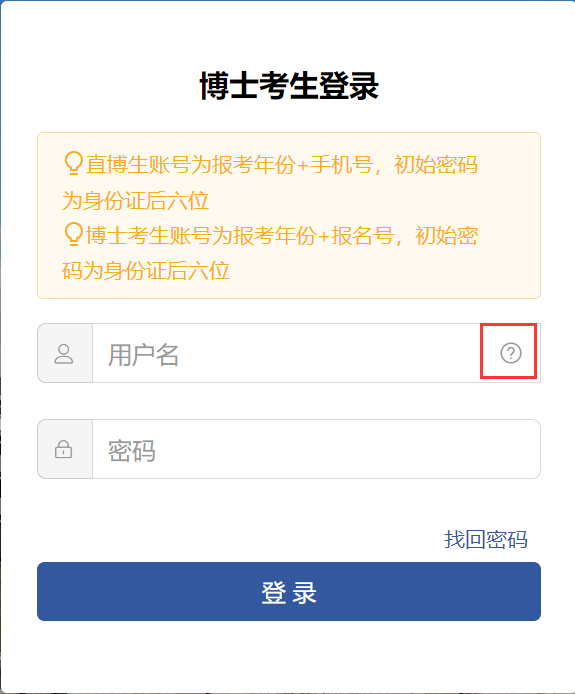 博士考生登录
直博生账号为报考年份+手机号，初始密码
为身份证后六位
博士考生账号为报考年份+报名号，初始密
码为身份证后六位
用户名
密码
找回密码
登 录